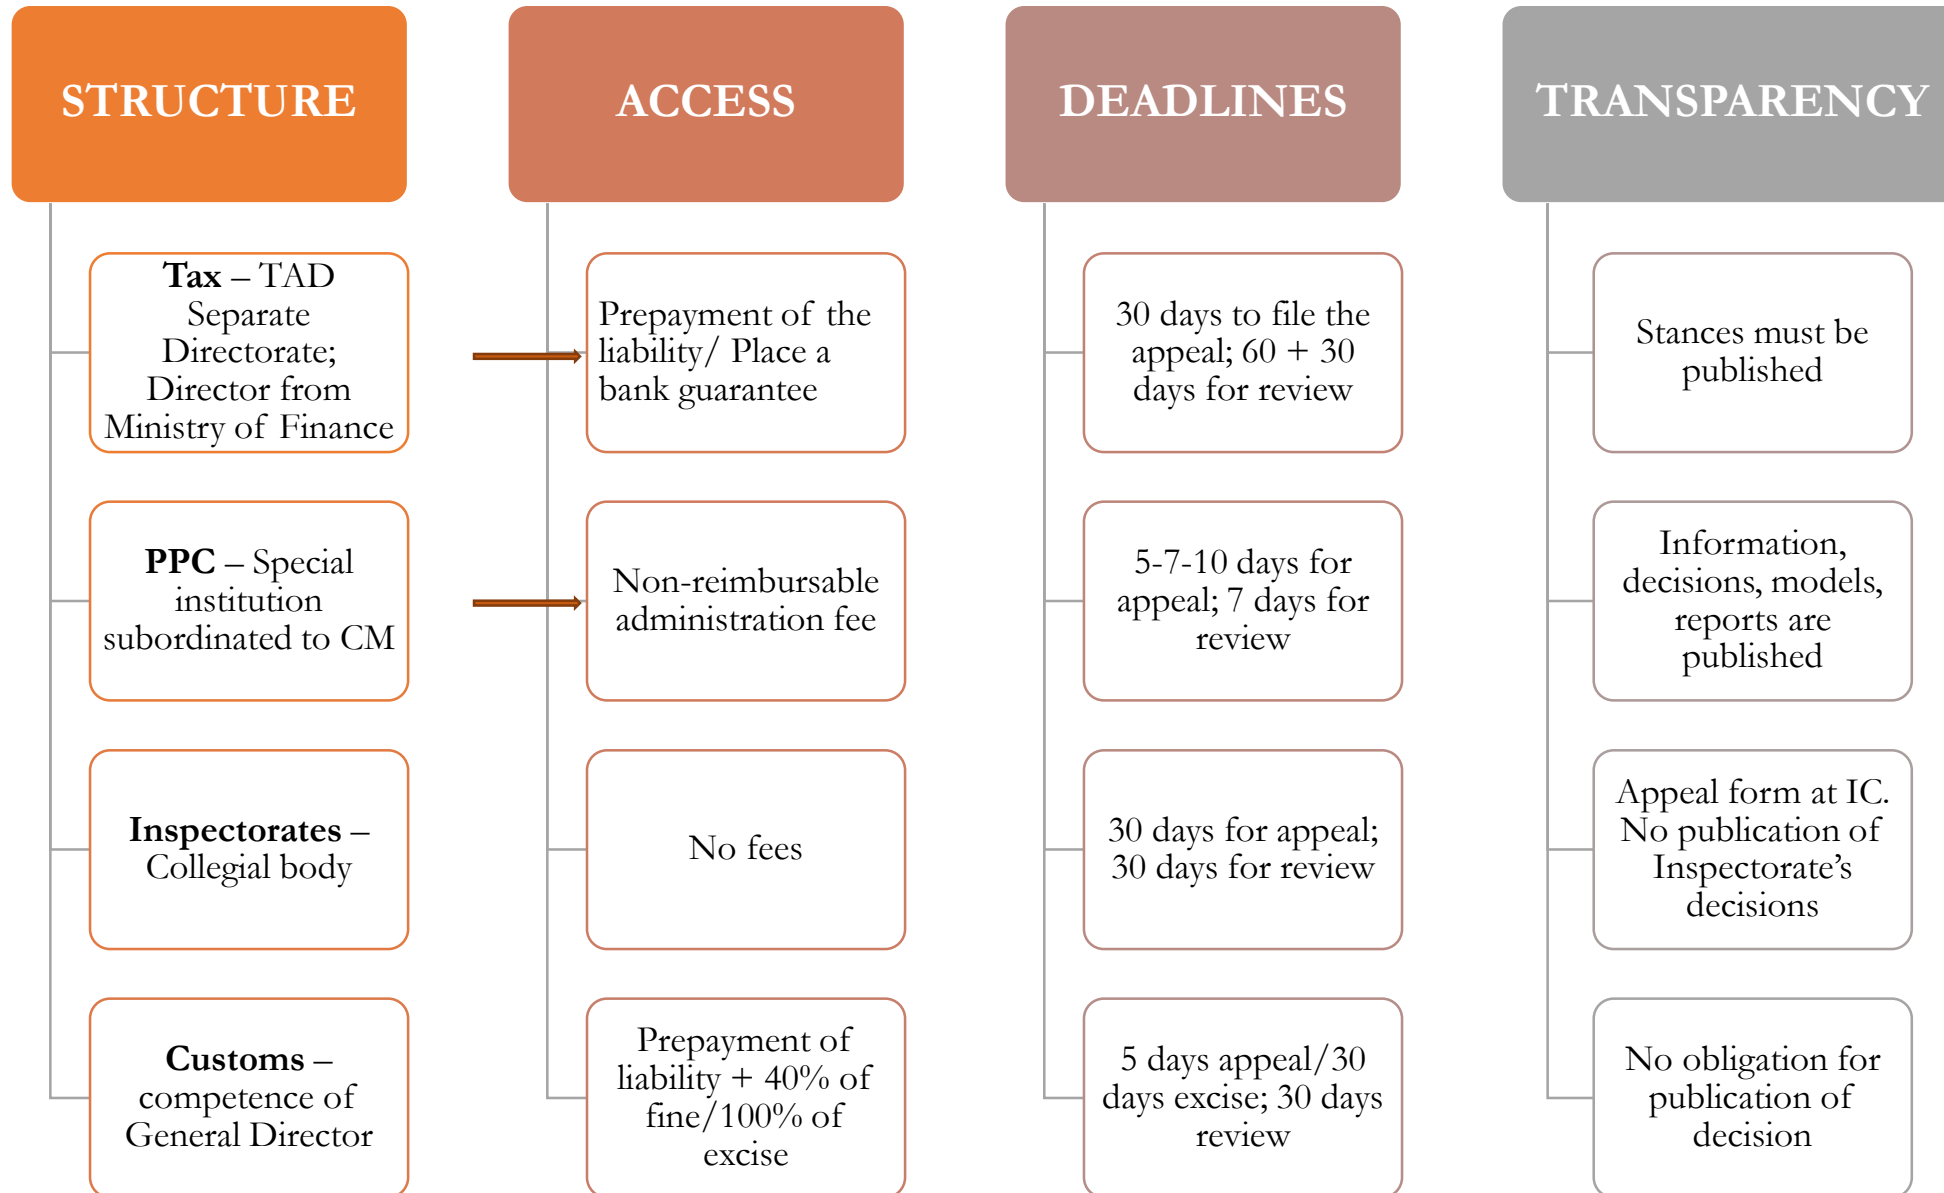 STRUCTURE
Tax – TAD
Separate
Directorate;
Director from
Ministry of Finance
PPC – Special
institution
subordinated to CM
Inspectorates –
Collegial body
Customs –
competence of
General Director
ACCESS
Prepayment of the
liability/ Place a
bank guarantee
Non-reimbursable
administration fee
No fees
Prepayment of
liability + 40% of
fine/100% of
excise
DEADLINES
30 days to file the
appeal; 60 + 30
days for review
5-7-10 days for
appeal; 7 days for
review
30 days for appeal;
30 days for review
5 days appeal/30
days excise; 30 days
review
TRANSPARENCY
Stances must be
published
Information,
decisions, models,
reports are
published
Appeal form at IC.
No publication of
Inspectorate’s
decisions
No obligation for
publication of
decision